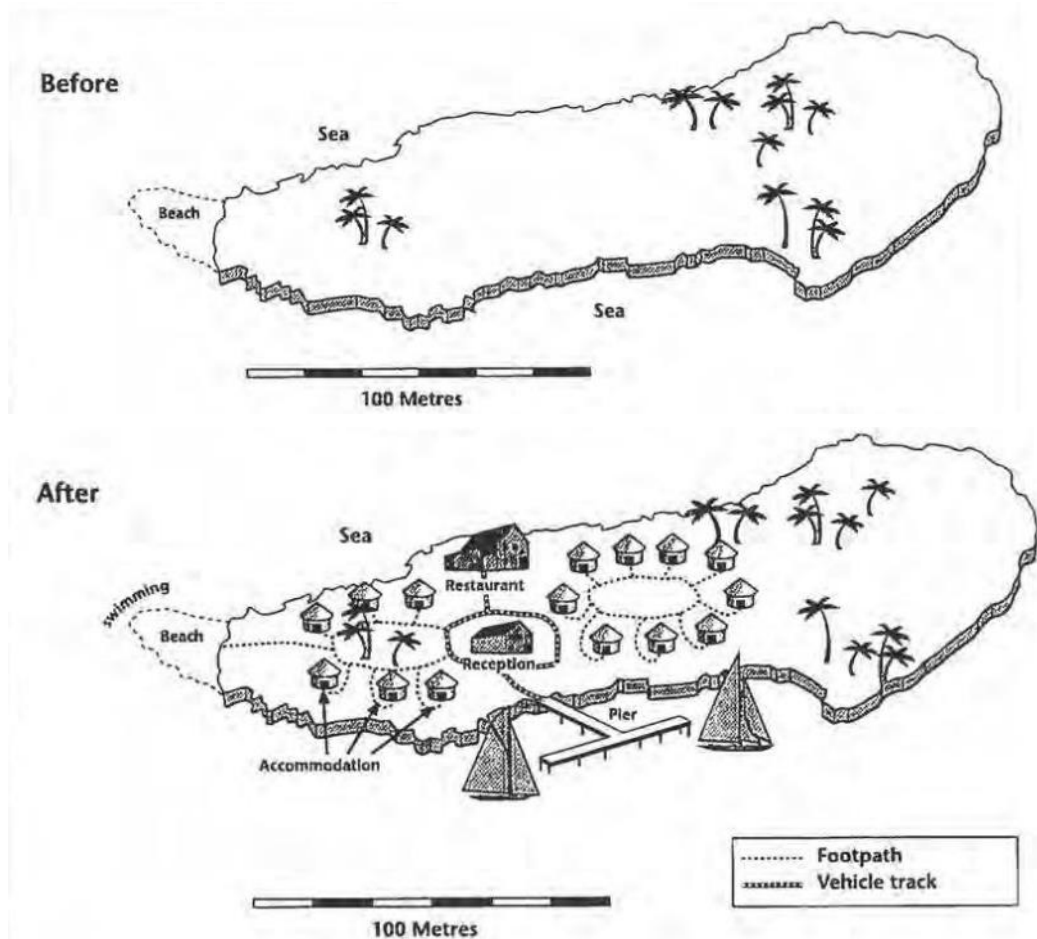 Before
Sea
Beach
Sea
100 Metres
After
Sea
Restaurant
swimming
Beach
Reception
Pier
Accommodation
Footpath
Vehicle track
100 Metres